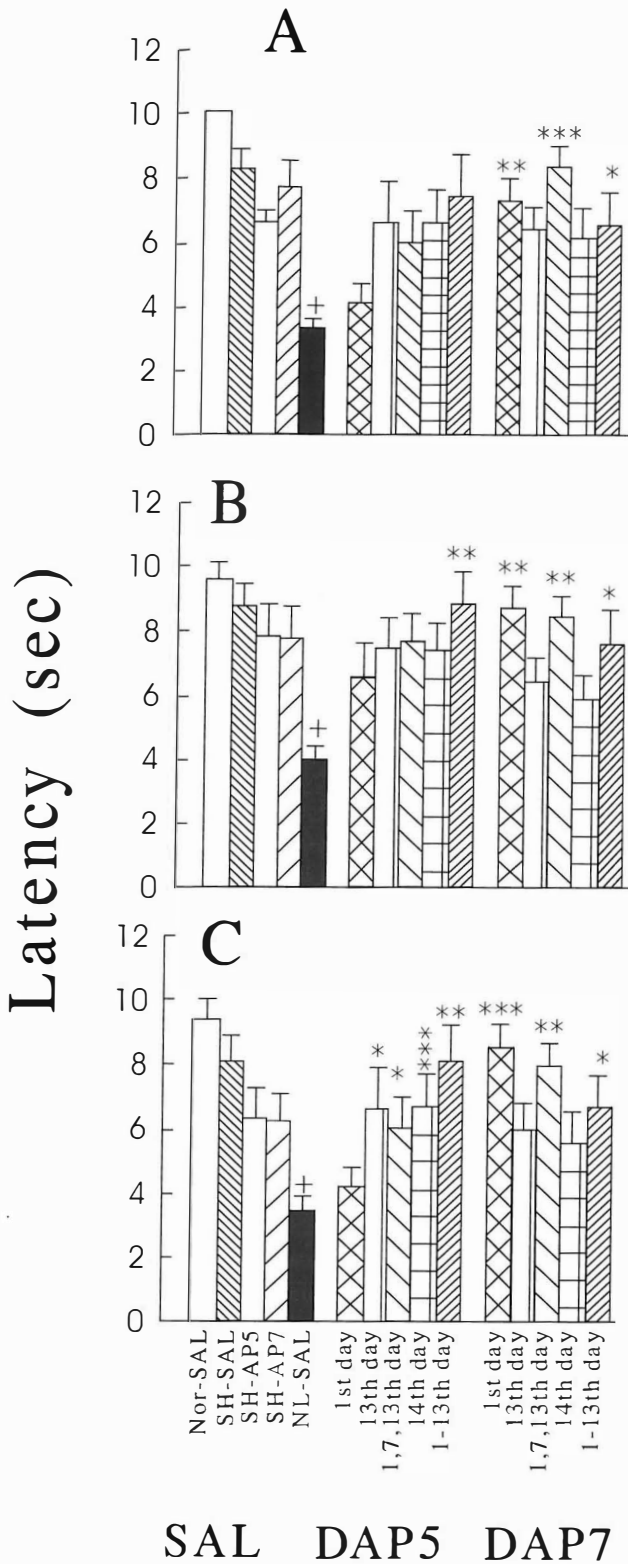 Latency (sec)
A
12
10
8
6
4
2
0
+
**
***
*
B
12
10
8
6
4
2
0
+
**
**
**
*
C
12
10
8
6
4
2
0
+
*
*
***
**
***
**
*
Nor-SAL
SH-SAL
SH-AP5
SH-AP7
NL-SAL
1st day
13th day
1,7,13th day
14th day
1-13th day
1st day
13th day
1,7,13th day
14th day
1-13th day
SAL DAP5 DAP7